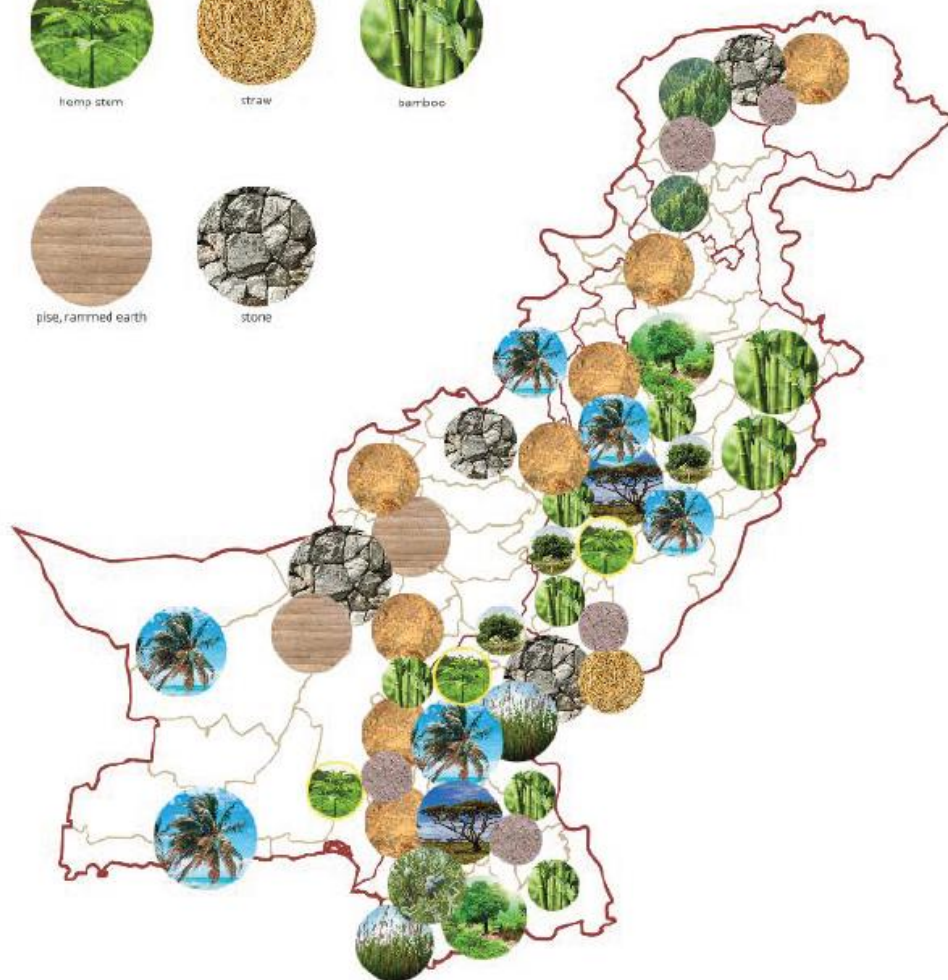 hemp stem
straw
bamboo
pise, rammed earth
stone